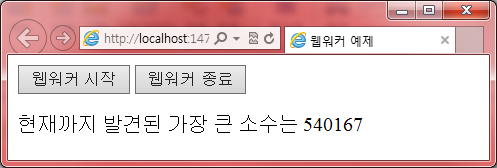 http://localhost:147
웹워커 예제
웹워커 시작 웹워커 종료
현재까지 발견된 가장 큰 소수는 540167